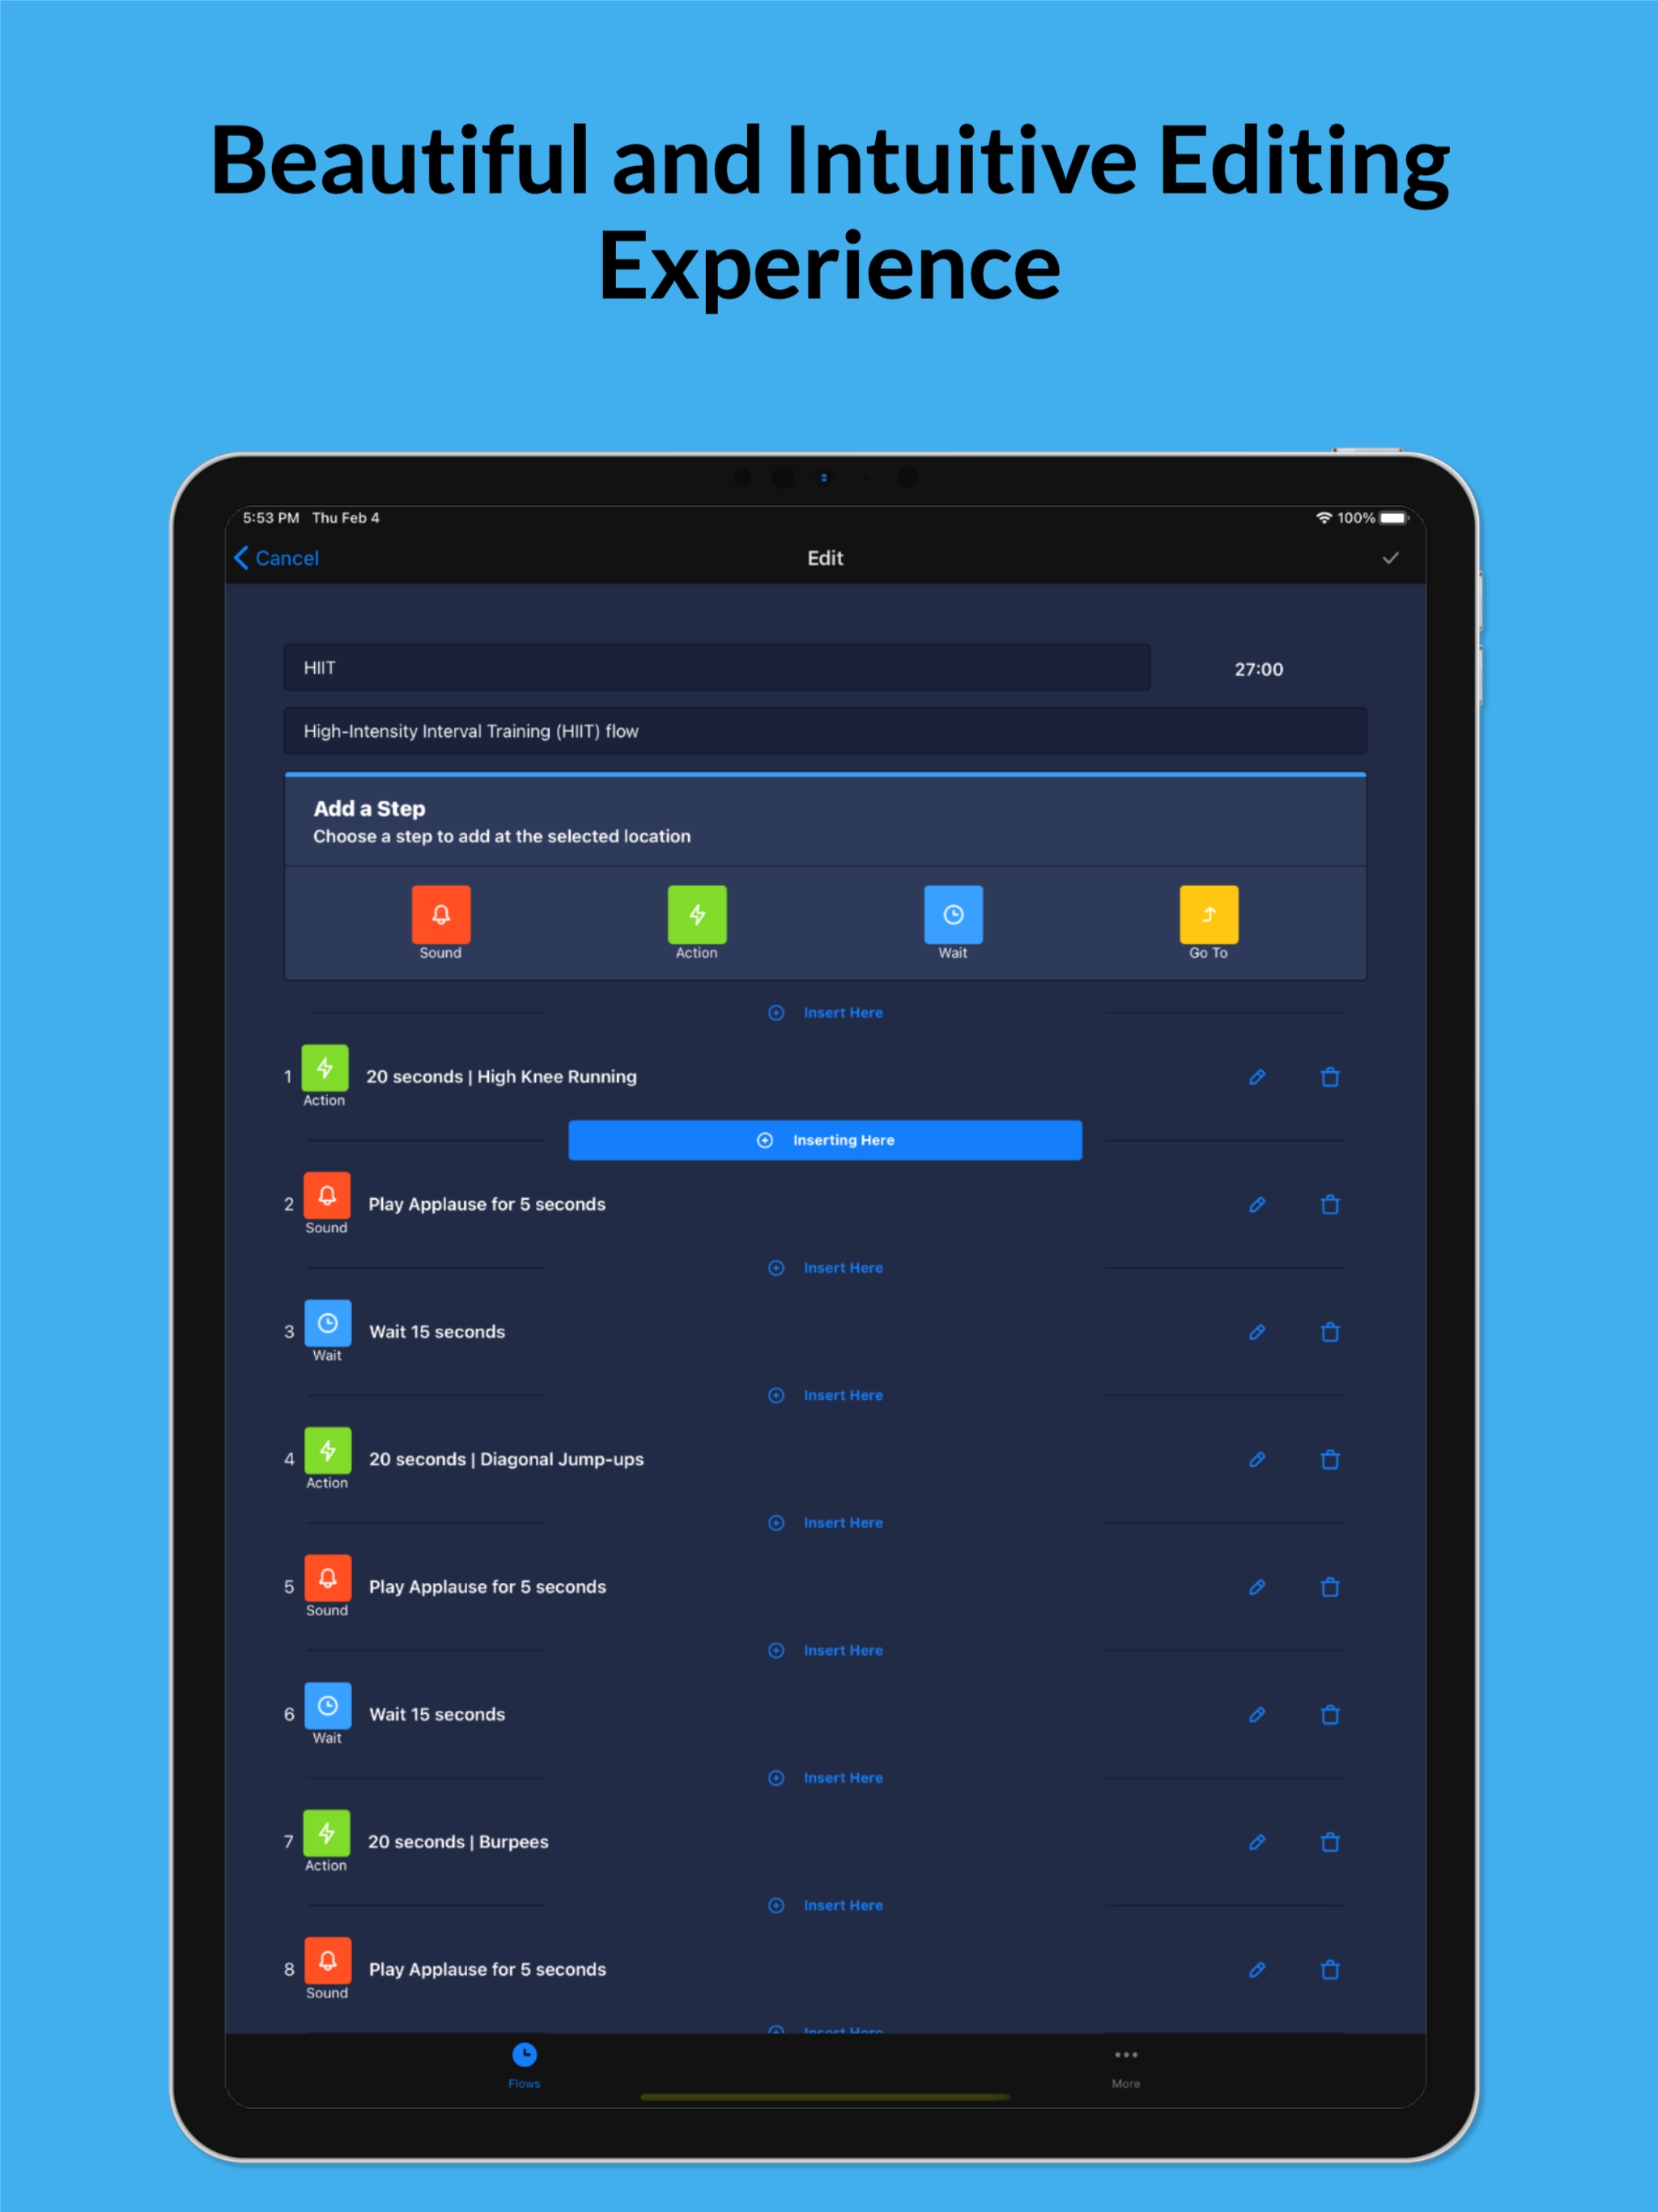 Beautiful and Intuitive Editing
Experience
5:53 PM Thu Feb 4
100%
Cancel
Edit
HIIT
27:00
High-Intensity Interval Training (HIIT) flow
Add a Step
Choose a step to add at the selected location
Sound
Action
Wait
Go To
Insert Here
1
20 seconds | High Knee Running
Action
Inserting Here
2
Play Applause for 5 seconds
Sound
Insert Here
3
Wait 15 seconds
Wait
Insert Here
4
20 seconds | Diagonal Jump-ups
Action
Insert Here
5
Play Applause for 5 seconds
Sound
Insert Here
6
Wait 15 seconds
Wait
Insert Here
7
20 seconds | Burpees
Action
Insert Here
8
Play Applause for 5 seconds
Sound
Insert Here
Flows
More